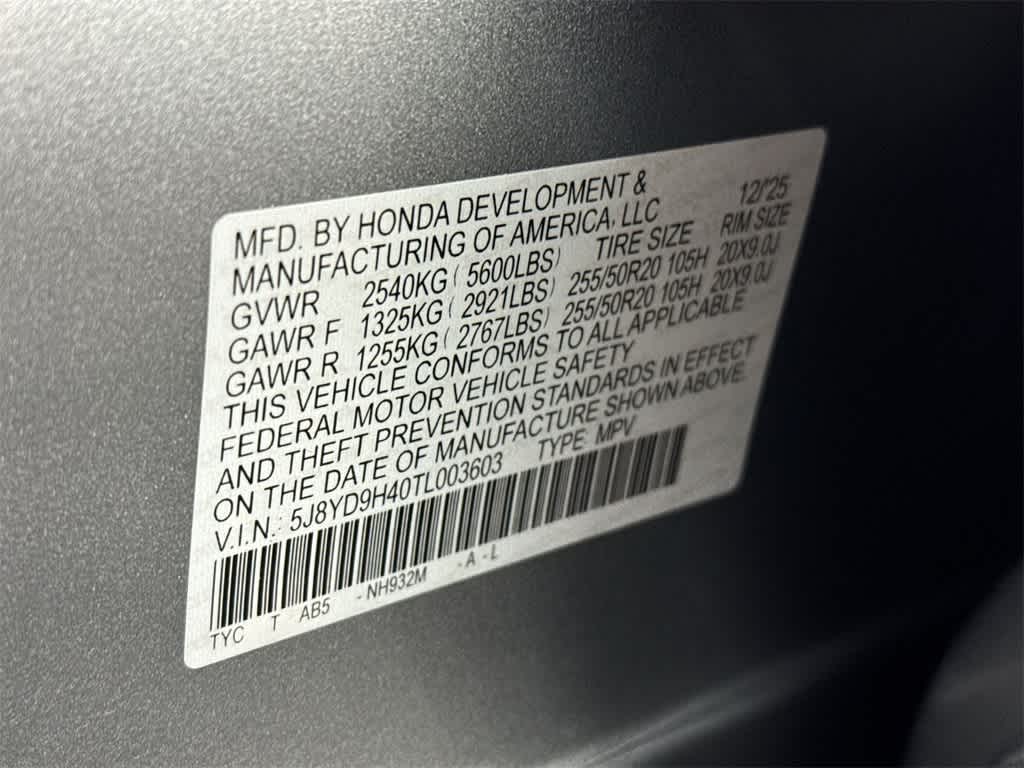 MFD. BY HONDA DEVELOPMENT & 12/'25
MANUFACTURING OF AMERICA, LLC
GVWR 2540KG ( 5600LBS) TIRE SIZE RIM SIZE
GAWR F 1325KG ( 2921LBS) 255/50R20 105H 20X9.0J
GAWR R 1255KG ( 2767LBS) 255/50R20 105H 20X9.0J
THIS VEHICLE CONFORMS TO ALL APPLICABLE
FEDERAL MOTOR VEHICLE SAFETY
AND THEFT PREVENTION STANDARDS IN EFFECT
ON THE DATE OF MANUFACTURE SHOWN ABOVE.
V.I.N.: 5J8YD9H40TL003603 TYPE: MPV
TYC T AB5 -NH932M -A -L